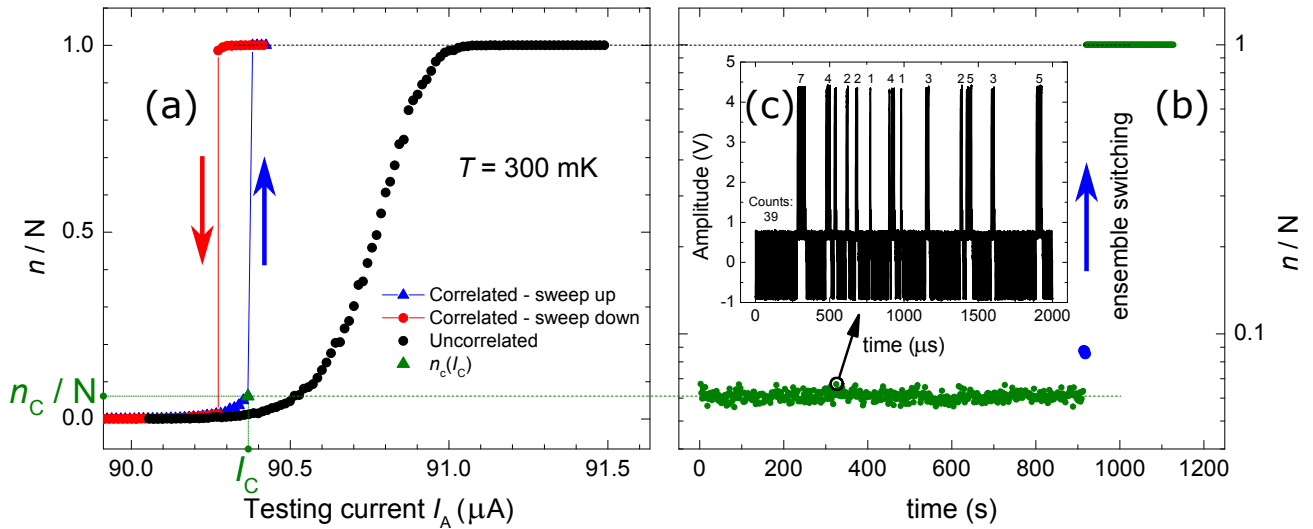 (a)
T = 300 mK
Correlated - sweep up
Correlated - sweep down
Uncorrelated
n_c(I_C)
n / N
1.0
0.5
0.0
n_C / N
90.0
90.5
91.0
91.5
I_C
Testing current I_A (μA)
(c)
(b)
7 4 2 2 1 4 1 3 2 5 3 5
Counts:
39
Amplitude (V)
5
4
3
2
1
0
-1
0 500 1000 1500 2000
time (μs)
ensemble switching
1
0.1
n / N
0 200 400 600 800 1000 1200
time (s)